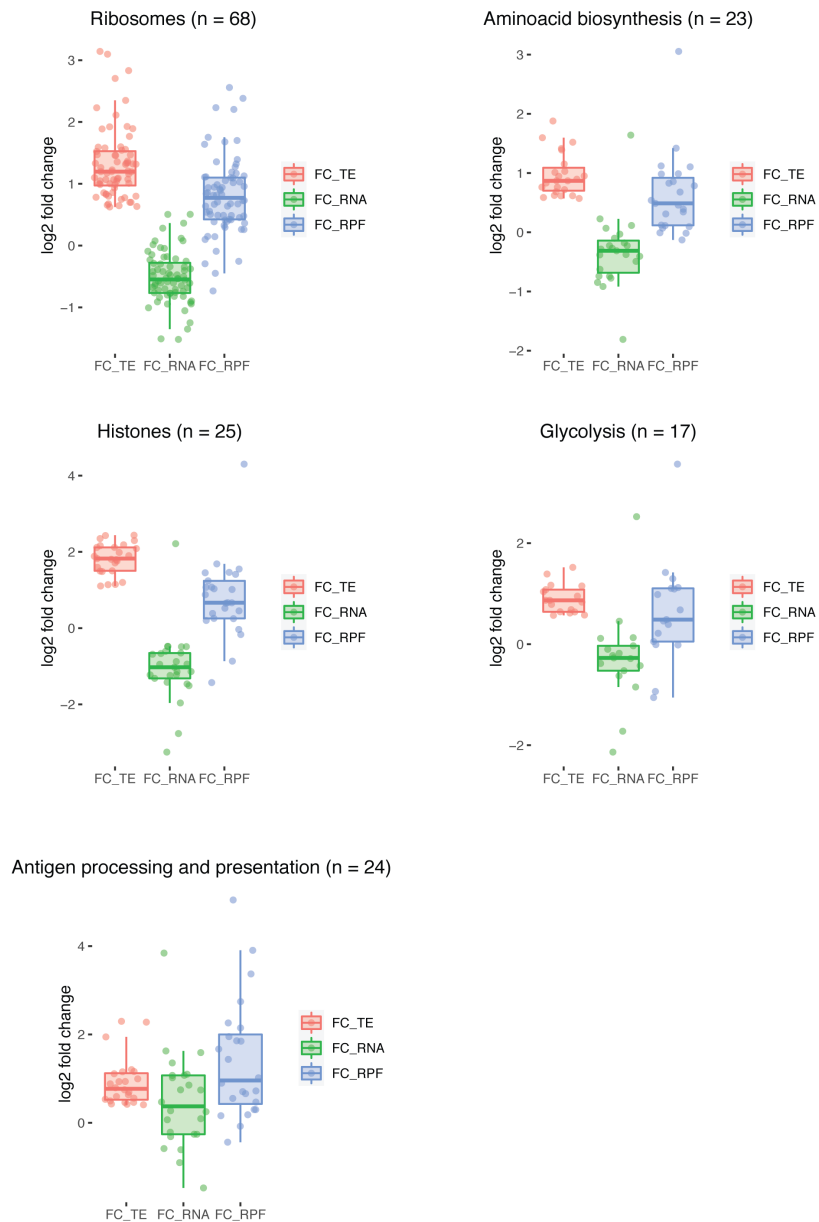 Ribosomes (n = 68)
3
2
1
0
−1
log2 fold change
FC_TE FC_RNA FC_RPF
FC_TE
FC_RNA
FC_RPF
Aminoacid biosynthesis (n = 23)
3
2
1
0
−1
−2
log2 fold change
FC_TE FC_RNA FC_RPF
FC_TE
FC_RNA
FC_RPF
Histones (n = 25)
4
2
0
−2
log2 fold change
FC_TE FC_RNA FC_RPF
FC_TE
FC_RNA
FC_RPF
Glycolysis (n = 17)
2
0
−2
log2 fold change
FC_TE FC_RNA FC_RPF
FC_TE
FC_RNA
FC_RPF
Antigen processing and presentation (n = 24)
4
2
0
log2 fold change
FC_TE FC_RNA FC_RPF
FC_TE
FC_RNA
FC_RPF